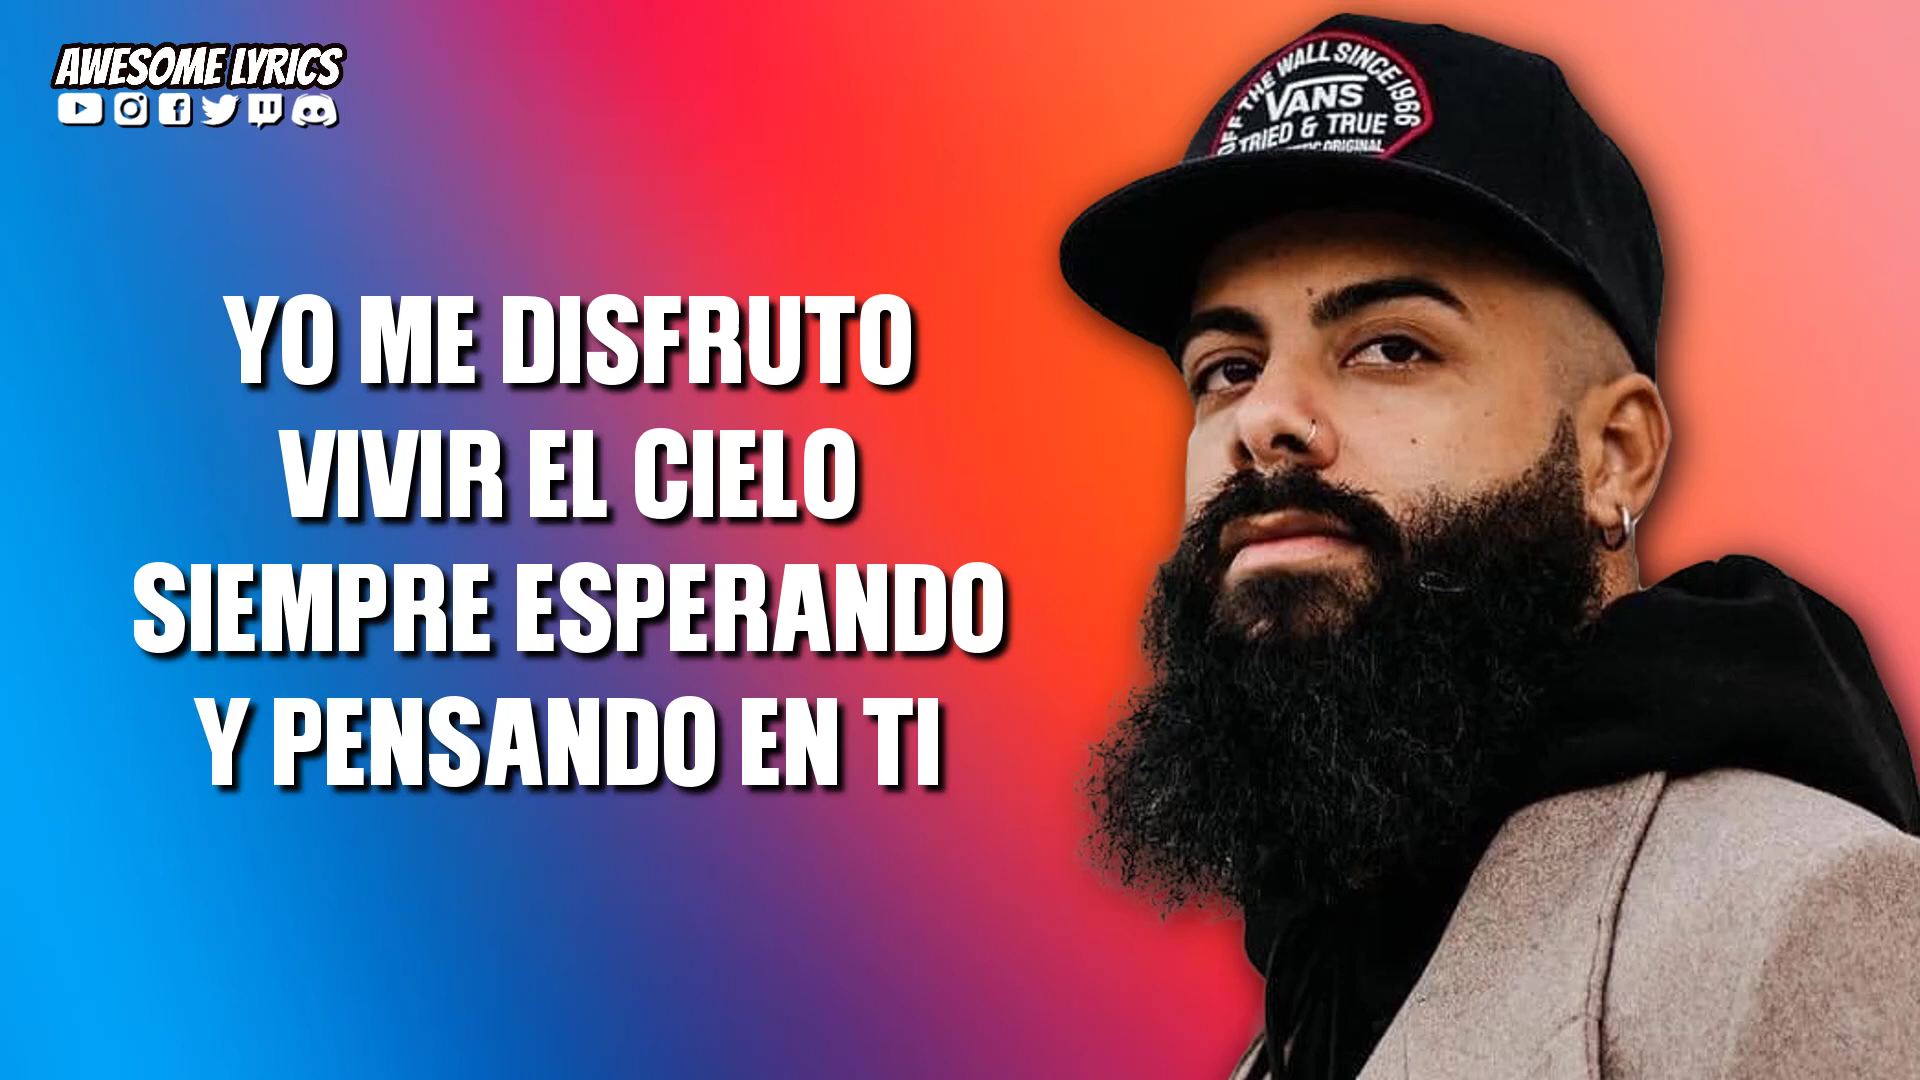 AWESOME LYRICS
OFF THE WALL SINCE 1966
VANS
TRIED & TRUE
ORIGINAL
YO ME DISFRUTO
VIVIR EL CIELO
SIEMPRE ESPERANDO
Y PENSANDO EN TI